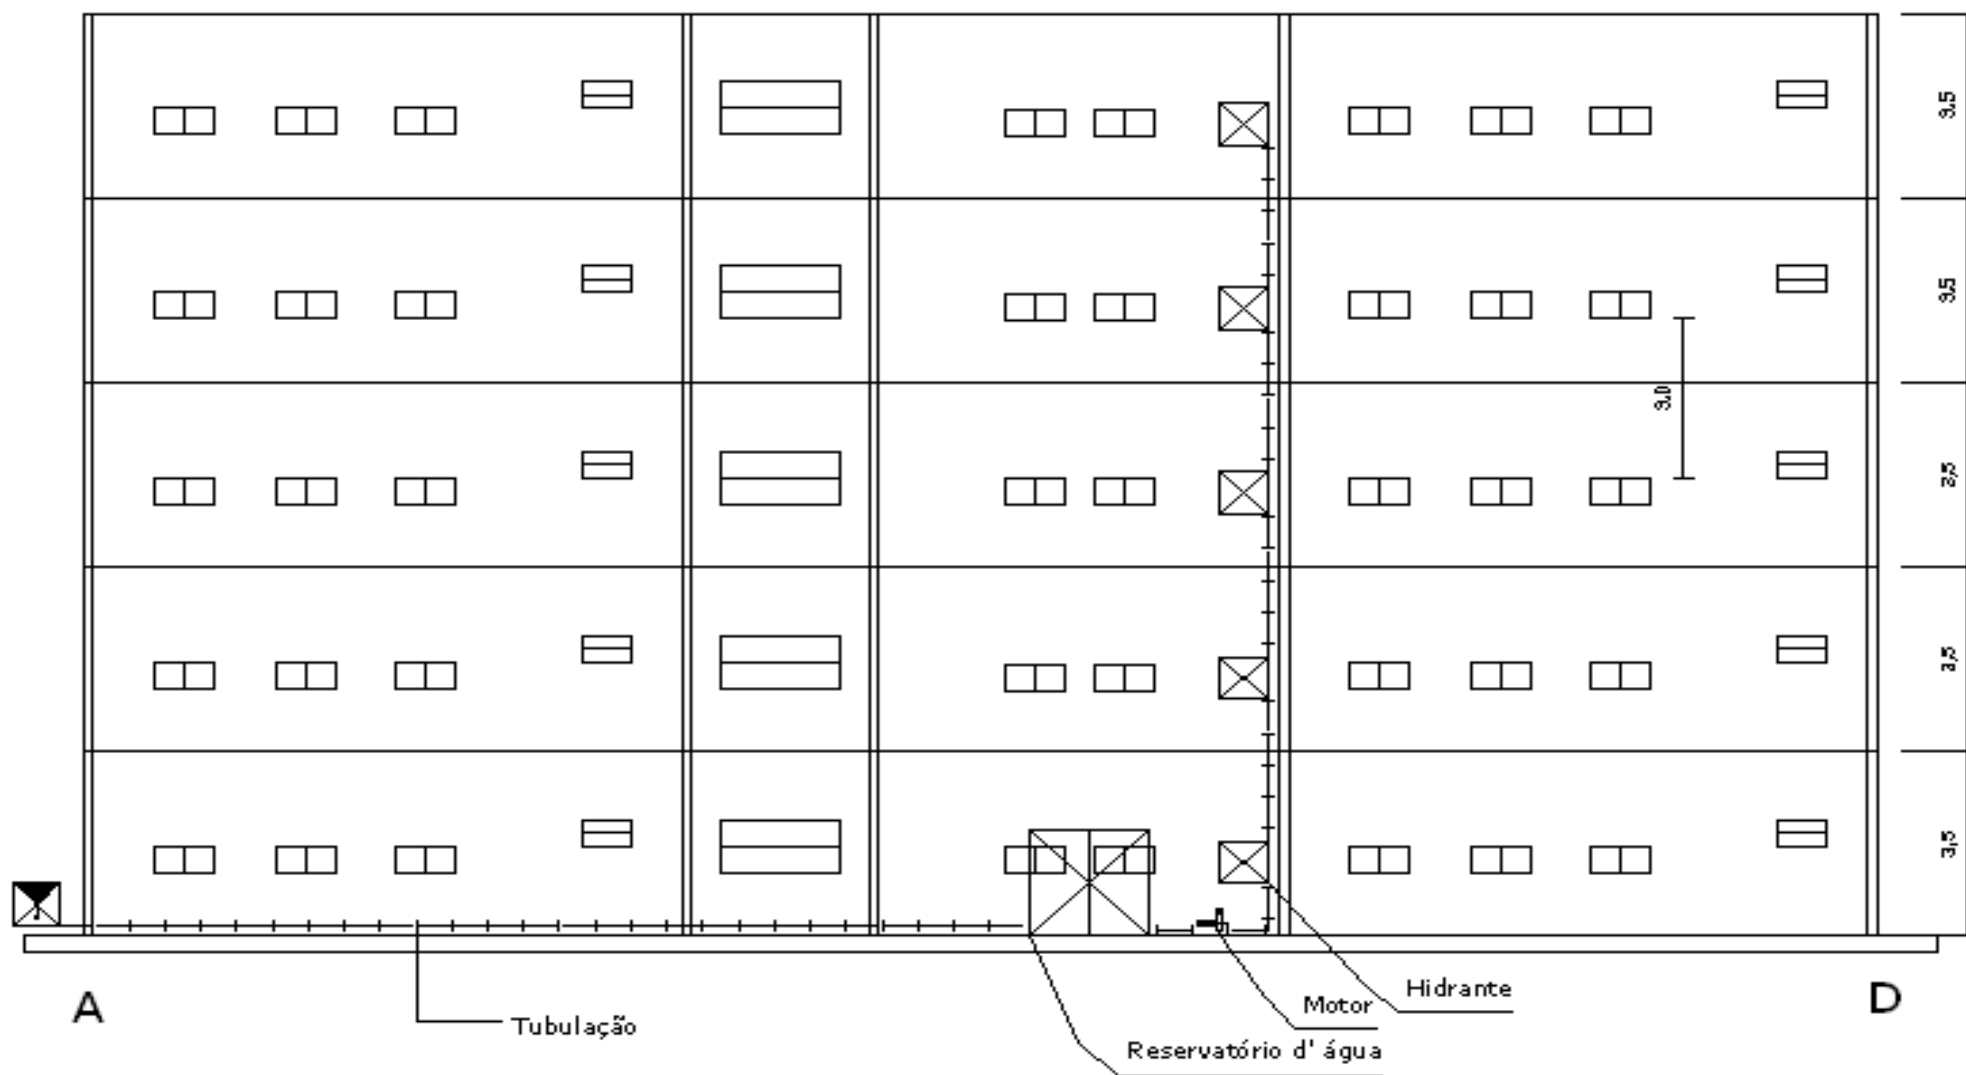 3.5
3.5
3.0
3,5
3,5
3,5
A
D
Hidrante
Motor
Tubulação
Reservatório d' água